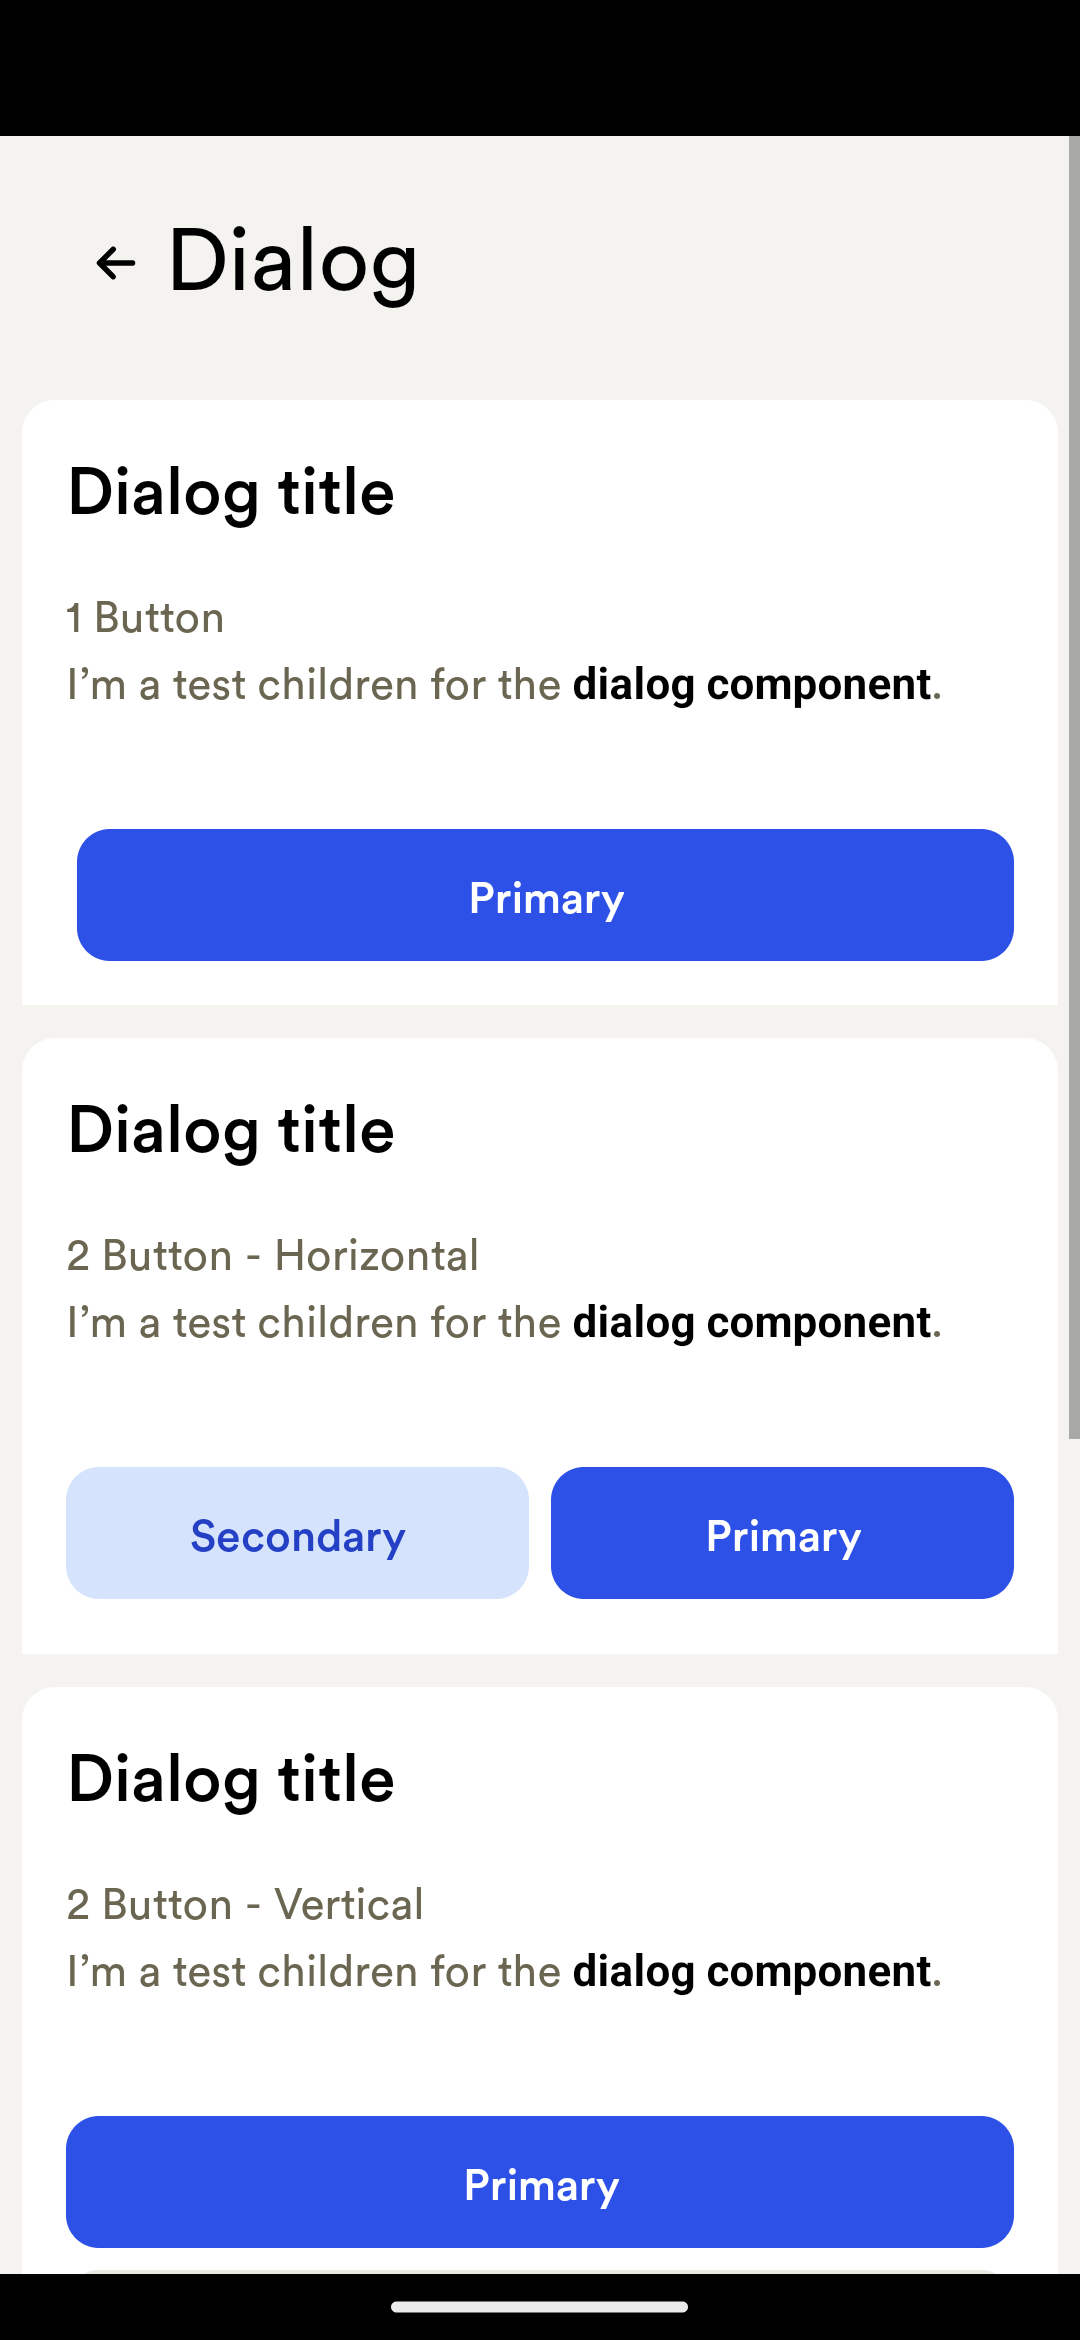 Dialog
Dialog title
1 Button
I’m a test children for the dialog component.
Primary
Dialog title
2 Button - Horizontal
I’m a test children for the dialog component.
Secondary Primary
Dialog title
2 Button - Vertical
I’m a test children for the dialog component.
Primary